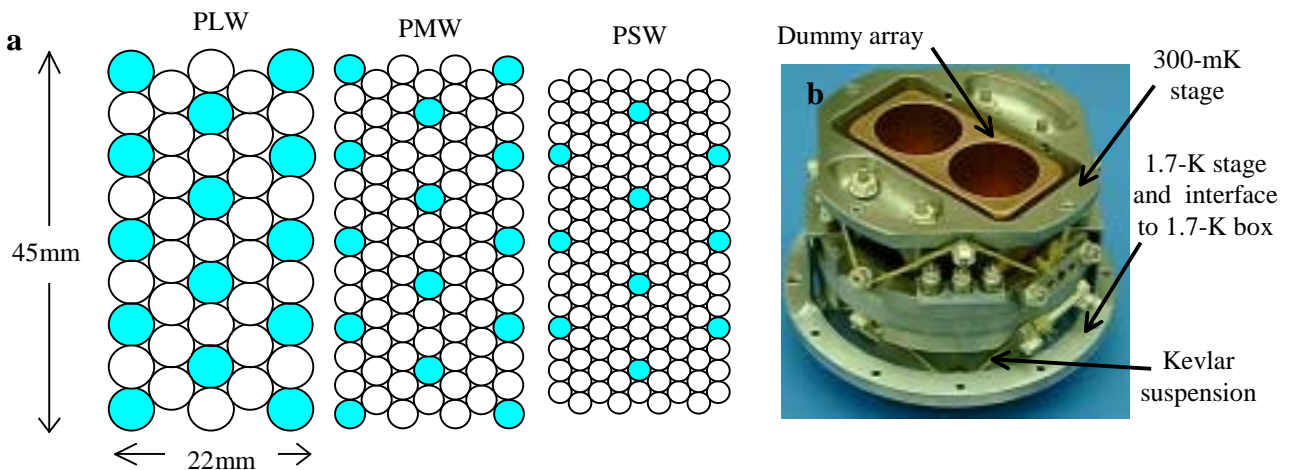 a
PLW
PMW
PSW
45mm
22mm
b
Dummy array
300-mK
stage
1.7-K stage
and interface
to 1.7-K box
Kevlar
suspension